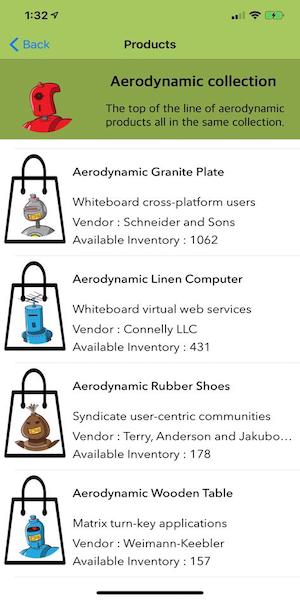 1:32
Back
Products
Aerodynamic collection
The top of the line of aerodynamic
products all in the same collection.
Aerodynamic Granite Plate
Whiteboard cross-platform users
Vendor : Schneider and Sons
Available Inventory : 1062
Aerodynamic Linen Computer
Whiteboard virtual web services
Vendor : Connelly LLC
Available Inventory : 431
Aerodynamic Rubber Shoes
Syndicate user-centric communities
Vendor : Terry, Anderson and Jakubo...
Available Inventory : 178
Aerodynamic Wooden Table
Matrix turn-key applications
Vendor : Weimann-Keebler
Available Inventory : 157